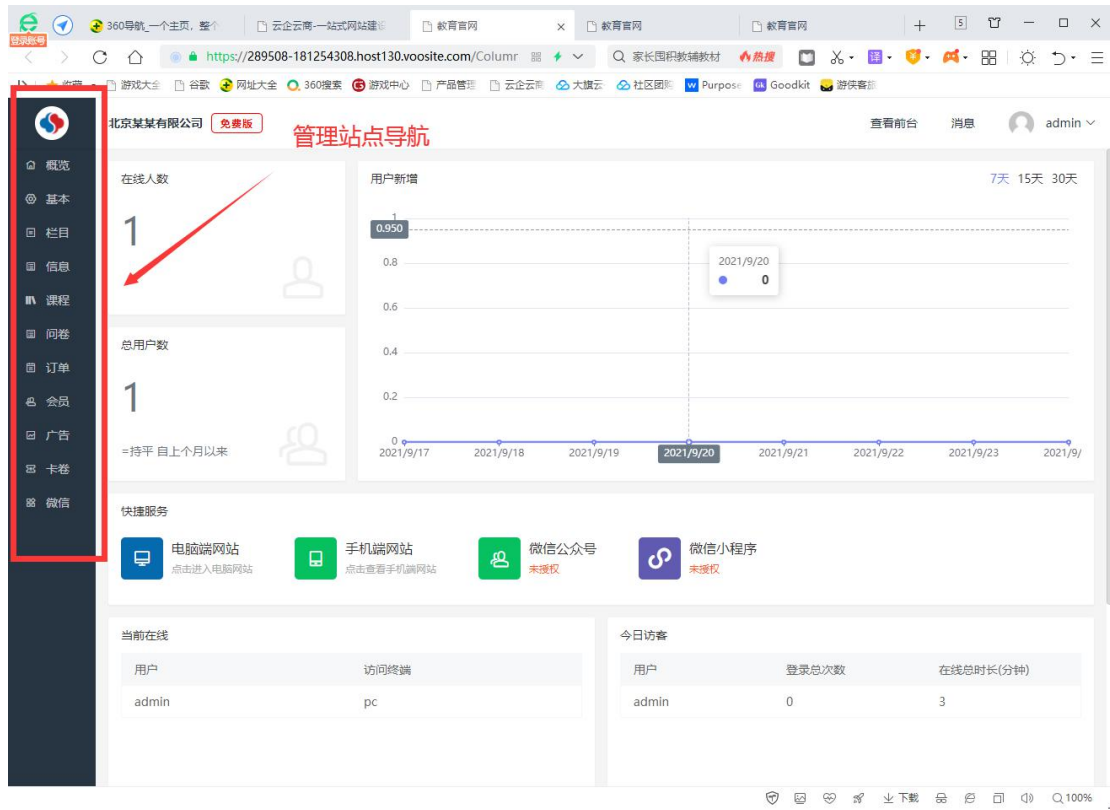 360导航_一个主页，整个
云企云商-一站式网站建设
教育官网
教育官网
教育官网
5
登录账号
https://289508-181254308.host130.voosite.com/Columr
家长囤积教辅教材
热搜
译
收藏
游戏大全
谷歌
网址大全
360搜索
游戏中心
产品管理
云企云商
大旗云
社区团购
Purpose
Goodkit
游侠客旅
北京某某有限公司
免费版
管理站点导航
查看前台
消息
admin
概览
基本
栏目
信息
课程
问卷
订单
会员
广告
卡卷
微信
在线人数
1
总用户数
1
=持平 自上个月以来
用户新增
7天 15天 30天
1
0.950
0.8
0.6
0.4
0.2
0
2021/9/20
0
2021/9/17
2021/9/18
2021/9/19
2021/9/20
2021/9/21
2021/9/22
2021/9/23
2021/9/
快捷服务
电脑端网站
点击进入电脑网站
手机端网站
点击查看手机端网站
微信公众号
未授权
微信小程序
未授权
当前在线
用户 访问终端
admin pc
今日访客
用户 登录总次数 在线总时长(分钟)
admin 0 3
下载
100%